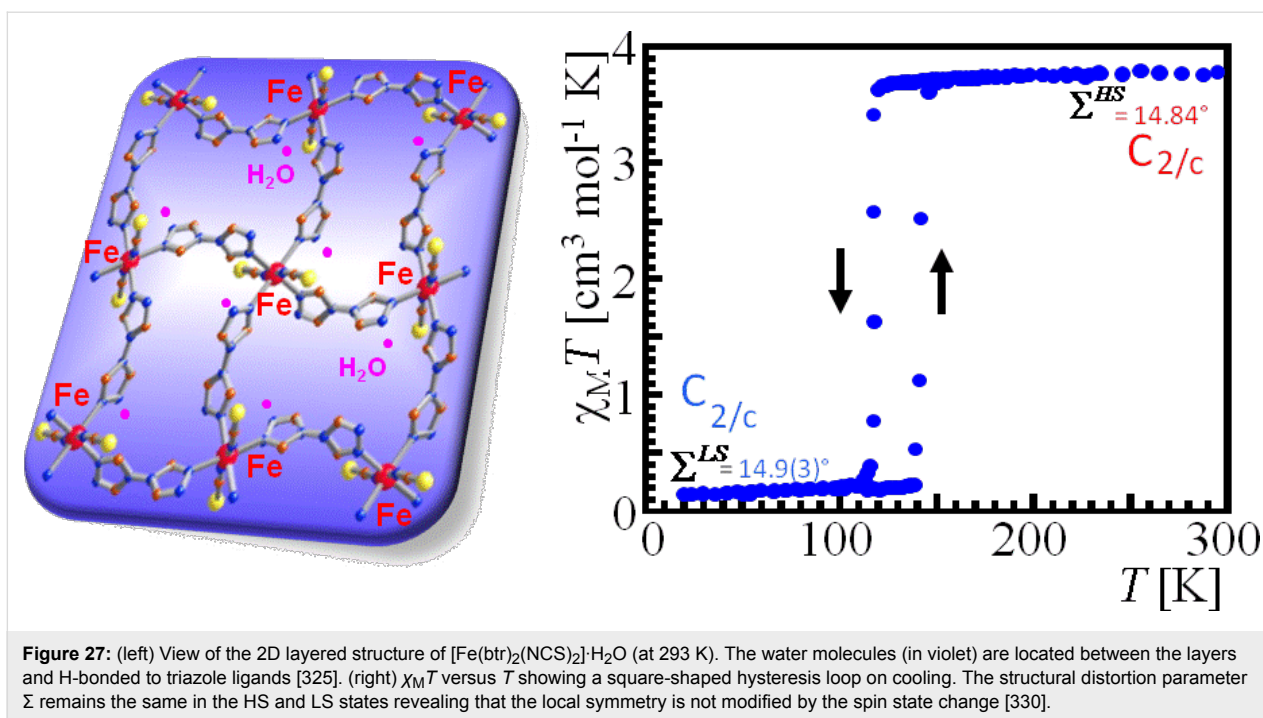 Fe
Fe
Fe
H₂O
Fe
Fe
Fe
H₂O
Fe
Fe
Fe
4
3
2
1
0
χ_M T [cm³ mol⁻¹ K]
Σ^HS = 14.84°
C₂/c
C₂/c
Σ^LS = 14.9(3)°
0 100 200 300
T [K]
Figure 27: (left) View of the 2D layered structure of [Fe(btr)₂(NCS)₂]·H₂O (at 293 K). The water molecules (in violet) are located between the layers
and H-bonded to triazole ligands [325]. (right) χ_MT versus T showing a square-shaped hysteresis loop on cooling. The structural distortion parameter
Σ remains the same in the HS and LS states revealing that the local symmetry is not modified by the spin state change [330].